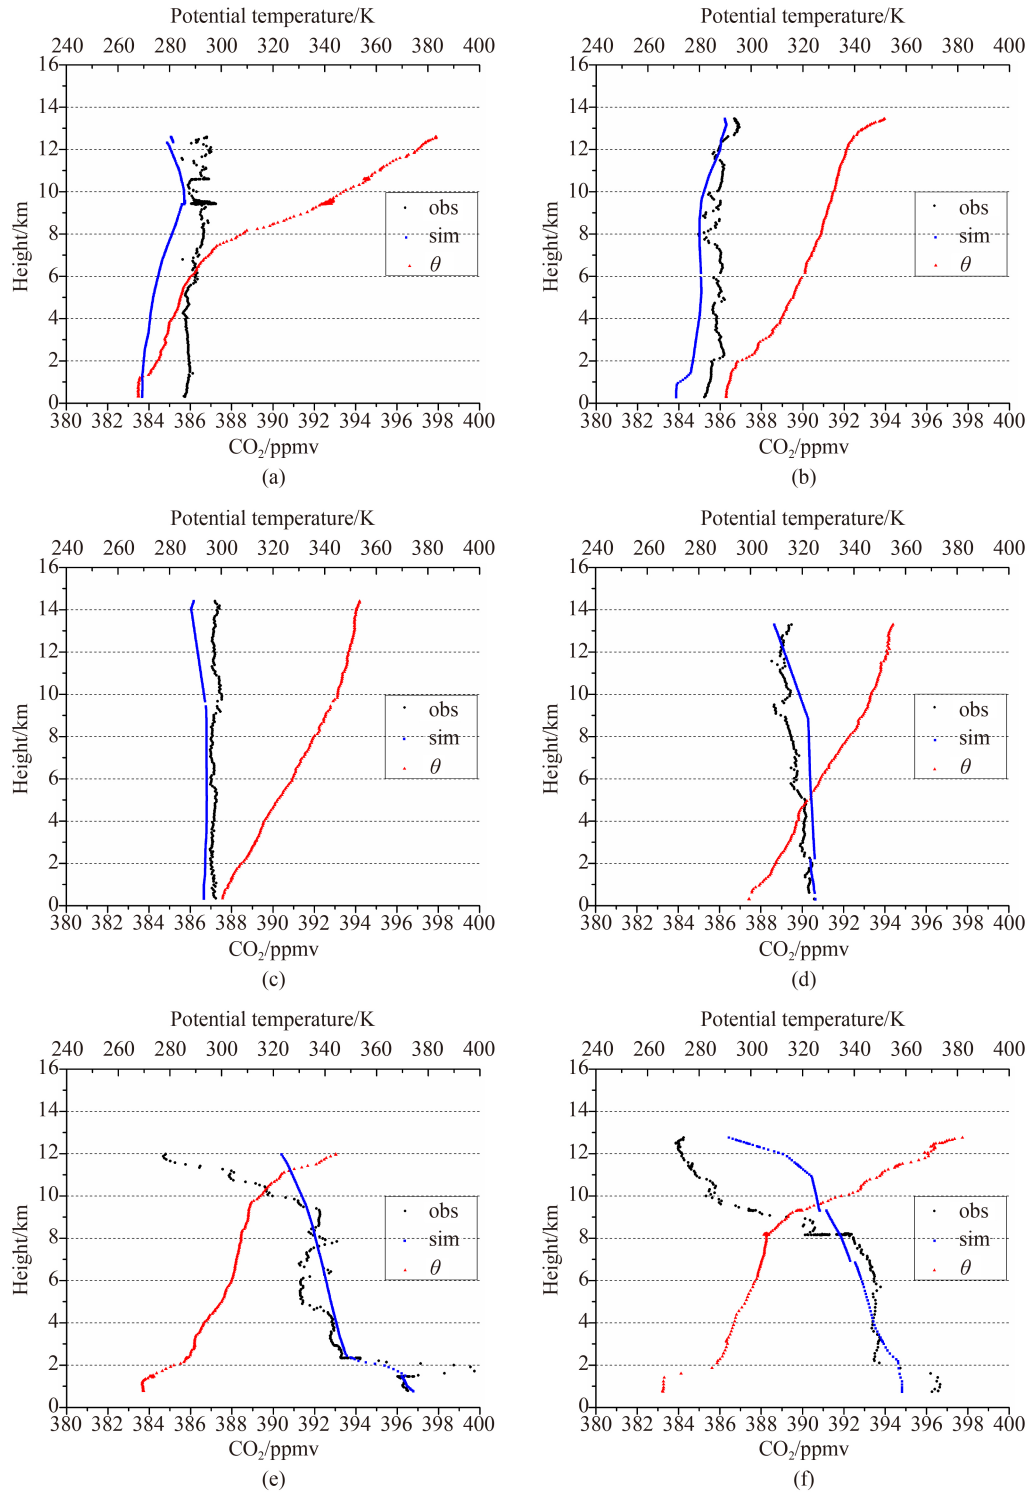 Potential temperature/K Potential temperature/K
240 260 280 300 320 340 360 380 400 240 260 280 300 320 340 360 380 400
16 16
14 14
12 12
10 10
8 8
6 6
4 4
2 2
0 0
Height/km Height/km
obs obs
sim sim
θ θ
380 382 384 386 388 390 392 394 396 398 400 380 382 384 386 388 390 392 394 396 398 400
CO2/ppmv CO2/ppmv
(a) (b)
Potential temperature/K Potential temperature/K
240 260 280 300 320 340 360 380 400 240 260 280 300 320 340 360 380 400
16 16
14 14
12 12
10 10
8 8
6 6
4 4
2 2
0 0
Height/km Height/km
obs obs
sim sim
θ θ
380 382 384 386 388 390 392 394 396 398 400 380 382 384 386 388 390 392 394 396 398 400
CO2/ppmv CO2/ppmv
(c) (d)
Potential temperature/K Potential temperature/K
240 260 280 300 320 340 360 380 400 240 260 280 300 320 340 360 380 400
16 16
14 14
12 12
10 10
8 8
6 6
4 4
2 2
0 0
Height/km Height/km
obs obs
sim sim
θ θ
380 382 384 386 388 390 392 394 396 398 400 380 382 384 386 388 390 392 394 396 398 400
CO2/ppmv CO2/ppmv
(e) (f)